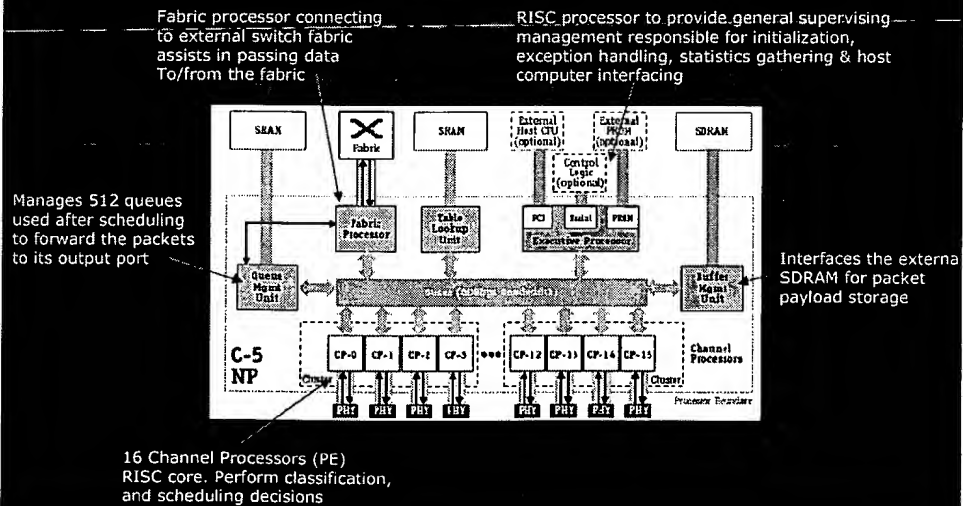 Fabric processor connecting
to external switch fabric
assists in passing data
To/from the fabric
RISC processor to provide general supervising
management responsible for initialization,
exception handling, statistics gathering & host
computer interfacing
SRAM
Fabric
SRAM
External
Host CPU
(optional)
External
PROM
(optional)
SDRAM
Control
Logic
(optional)
Manages 512 queues
used after scheduling
to forward the packets
to its output port
Fabric
Processor
Table
Lookup
Unit
PCI
Serial
PROM
Executive Processor
Interfaces the externa
SDRAM for packet
payload storage
Queue
Mgmt
Unit
Buffer
Mgmt
Unit
Buses (60Gbps Bandwidth)
C-5
NP
CP-0
CP-1
CP-2
CP-3
CP-12
CP-13
CP-14
CP-15
Channel
Processors
Cluster
Cluster
PHY
PHY
PHY
PHY
PHY
PHY
PHY
PHY
Processor Boundary
16 Channel Processors (PE)
RISC core. Perform classification,
and scheduling decisions